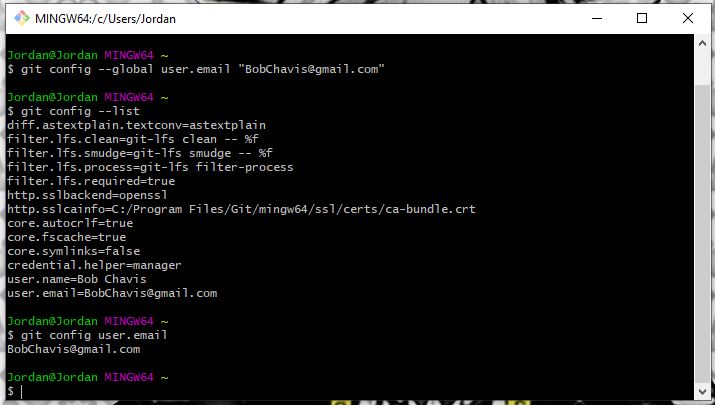 MINGW64:/c/Users/Jordan
Jordan@Jordan MINGW64 ~
$ git config --global user.email "BobChavis@gmail.com"
Jordan@Jordan MINGW64 ~
$ git config --list
diff.astextplain.textconv=astextplain
filter.lfs.clean=git-lfs clean -- %f
filter.lfs.smudge=git-lfs smudge -- %f
filter.lfs.process=git-lfs filter-process
filter.lfs.required=true
http.sslbackend=openssl
http.sslcainfo=C:/Program Files/Git/mingw64/ssl/certs/ca-bundle.crt
core.autocrlf=true
core.fscache=true
core.symlinks=false
credential.helper=manager
user.name=Bob Chavis
user.email=BobChavis@gmail.com
Jordan@Jordan MINGW64 ~
$ git config user.email
BobChavis@gmail.com
Jordan@Jordan MINGW64 ~
$